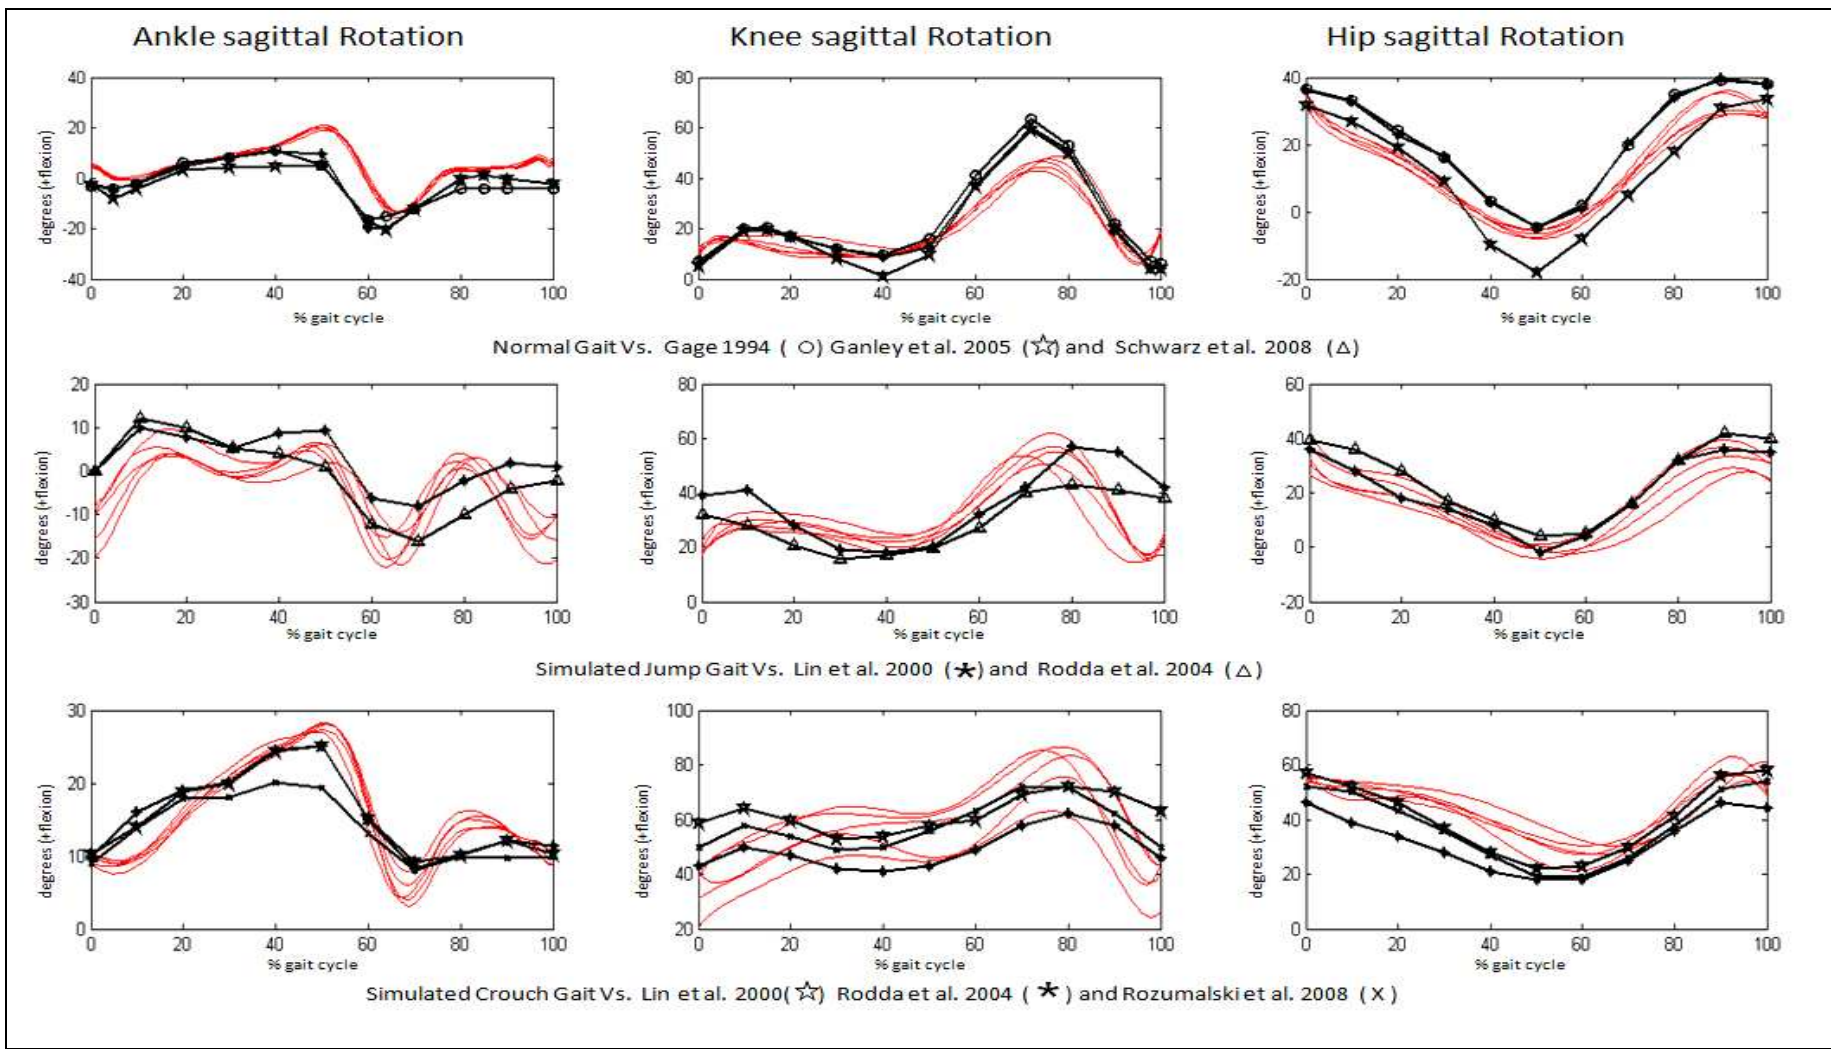 Ankle sagittal Rotation
Knee sagittal Rotation
Hip sagittal Rotation
degrees (+flexion)
40
20
0
-20
-40
0 20 40 60 80 100
% gait cycle
degrees (+flexion)
80
60
40
20
0
0 20 40 60 80 100
% gait cycle
degrees (+flexion)
40
20
0
-20
0 20 40 60 80 100
% gait cycle
Normal Gait Vs. Gage 1994 ( ○) Ganley et al. 2005 (☆) and Schwarz et al. 2008 (△)
degrees (+flexion)
20
10
0
-10
-20
-30
0 20 40 60 80 100
% gait cycle
degrees (+flexion)
80
60
40
20
0
0 20 40 60 80 100
% gait cycle
degrees (+flexion)
60
40
20
0
-20
0 20 40 60 80 100
% gait cycle
Simulated Jump Gait Vs. Lin et al. 2000 (★) and Rodda et al. 2004 (△)
degrees (+flexion)
30
20
10
0
0 20 40 60 80 100
% gait cycle
degrees (+flexion)
100
80
60
40
20
0 20 40 60 80 100
% gait cycle
degrees (+flexion)
80
60
40
20
0
0 20 40 60 80 100
% gait cycle
Simulated Crouch Gait Vs. Lin et al. 2000(☆) Rodda et al. 2004 (★) and Rozumalski et al. 2008 (X)